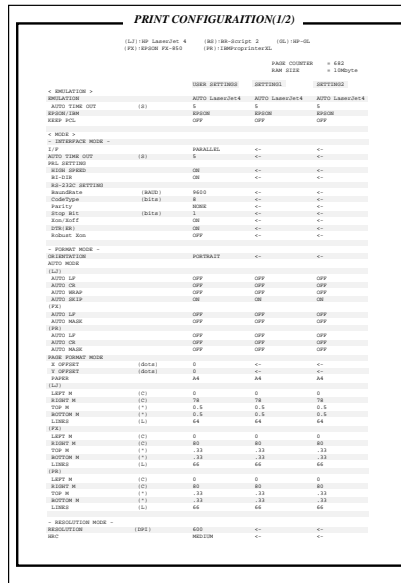 PRINT CONFIGURAITION(1/2)
(LJ):HP LaserJet 4 (BS):BR-Script 2 (GL):HP-GL
(FX):EPSON FX-850 (PR):IBMProprinterXL
PAGE COUNTER = 682
RAM SIZE = 10Mbyte
USER SETTINGS SETTING1 SETTING2
< EMULATION >
EMULATION AUTO LaserJet4 AUTO LaserJet4 AUTO LaserJet4
AUTO TIME OUT (S) 5 5 5
EPSON/IBM EPSON EPSON EPSON
KEEP PCL OFF OFF OFF
< MODE >
- INTERFACE MODE -
I/F PARALLEL <- <-
AUTO TIME OUT (S) 5 <- <-
PRL SETTING
HIGH SPEED ON <- <-
BI-DIR ON <- <-
RS-232C SETTING
BaundRate (BAUD) 9600 <- <-
CodeType (bits) 8 <- <-
Parity NONE <- <-
Stop Bit (bits) 1 <- <-
Xon/Xoff ON <- <-
DTR(ER) ON <- <-
Robust Xon OFF <- <-
- FORMAT MODE -
ORIENTATION PORTRAIT <- <-
AUTO MODE
(LJ)
AUTO LF OFF OFF OFF
AUTO CR OFF OFF OFF
AUTO WRAP OFF OFF OFF
AUTO SKIP ON ON ON
(FX)
AUTO LF OFF OFF OFF
AUTO MASK OFF OFF OFF
(PR)
AUTO LF OFF OFF OFF
AUTO CR OFF OFF OFF
AUTO MASK OFF OFF OFF
PAGE FORMAT MODE
X OFFSET (dots) 0 <- <-
Y OFFSET (dots) 0 <- <-
PAPER A4 A4 A4
(LJ)
LEFT M (C) 0 0 0
RIGHT M (C) 78 78 78
TOP M (") 0.5 0.5 0.5
BOTTOM M (") 0.5 0.5 0.5
LINES (L) 64 64 64
(FX)
LEFT M (C) 0 0 0
RIGHT M (C) 80 80 80
TOP M (") .33 .33 .33
BOTTOM M (") .33 .33 .33
LINES (L) 66 66 66
(PR)
LEFT M (C) 0 0 0
RIGHT M (C) 80 80 80
TOP M (") .33 .33 .33
BOTTOM M (") .33 .33 .33
LINES (L) 66 66 66
- RESOLUTION MODE -
RESOLUTION (DPI) 600 <- <-
HRC MEDIUM <- <-